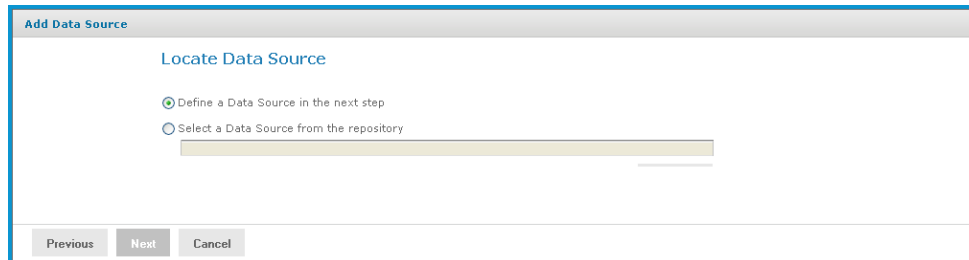 Add Data Source
Locate Data Source
Define a Data Source in the next step
Select a Data Source from the repository
Previous Next Cancel